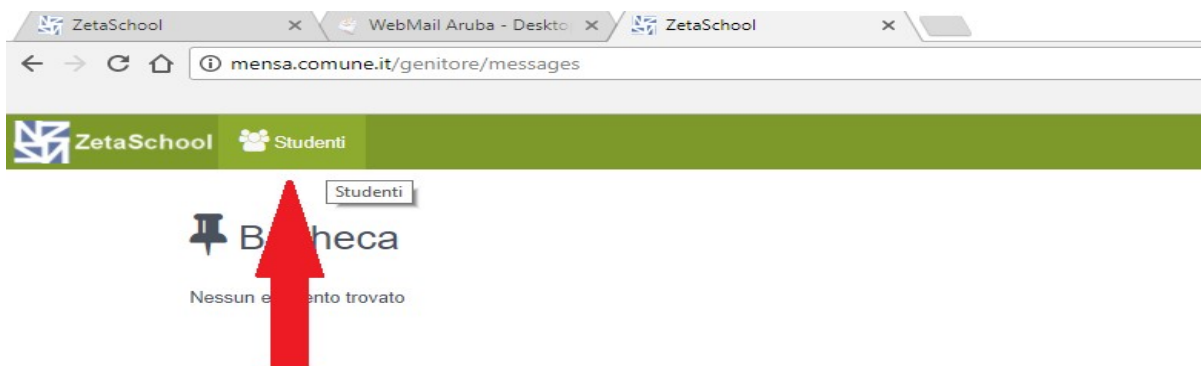 ZetaSchool
WebMail Aruba - Deskto
ZetaSchool
mensa.comune.it/genitore/messages
ZetaSchool Studenti
Studenti
Nessun trovato